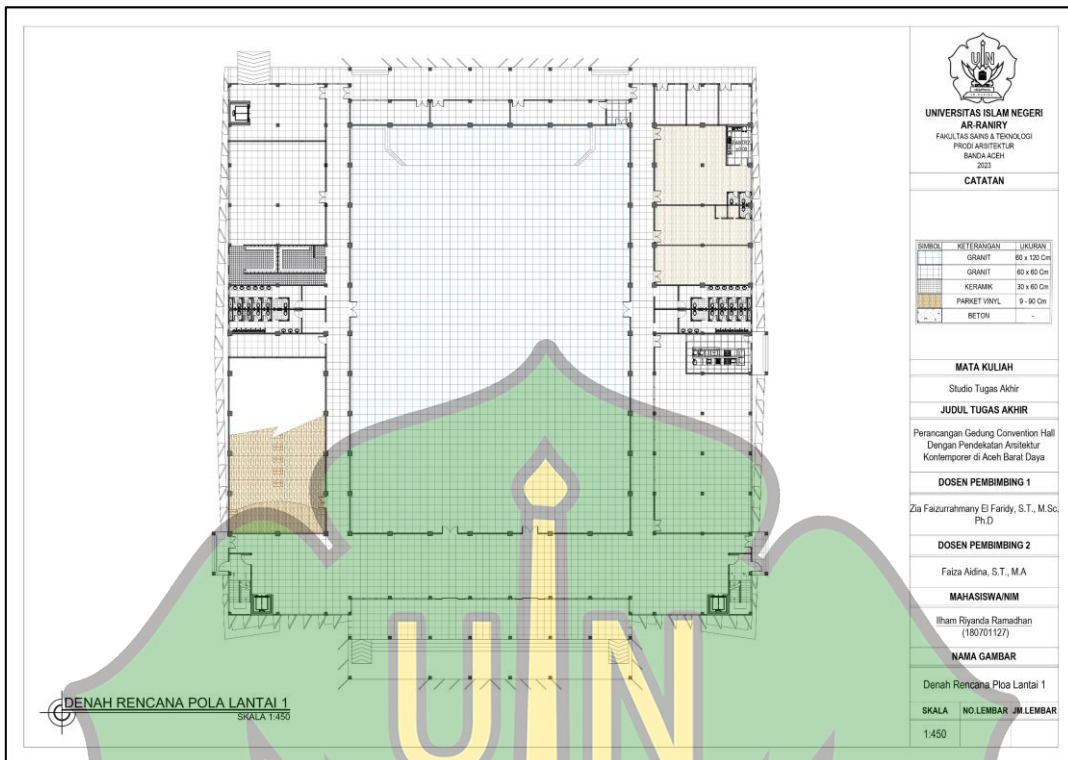 UIN
UNIVERSITAS ISLAM NEGERI
AR-RANIRY
FAKULTAS SAINS & TEKNOLOGI
PRODI ARSITEKTUR
BANDA ACEH
2023
CATATAN
SIMBOL KETERANGAN UKURAN
GRANIT 60 x 120 Cm
GRANIT 60 x 60 Cm
KERAMIK 30 x 60 Cm
PARKET VINYL 9 - 90 Cm
BETON -
MATA KULIAH
Studio Tugas Akhir
JUDUL TUGAS AKHIR
Perancangan Gedung Convention Hall
Dengan Pendekatan Arsitektur
Kontemporer di Aceh Barat Daya
DOSEN PEMBIMBING 1
Zia Faizurrahmany El Faridy, S.T., M.Sc.
Ph.D
DOSEN PEMBIMBING 2
Faiza Aidina, S.T., M.A
MAHASISWA/NIM
Ilham Riyanda Ramadhan
(180701127)
NAMA GAMBAR
Denah Rencana Ploa Lantai 1
SKALA NO.LEMBAR JM.LEMBAR
1:450
DENAH RENCANA POLA LANTAI 1
SKALA 1:450
UIN